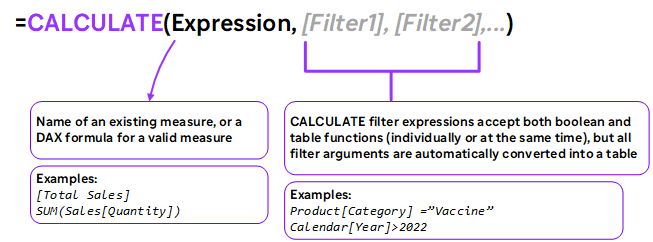 =CALCULATE(Expression, [Filter1], [Filter2],...)
Name of an existing measure, or a
DAX formula for a valid measure
Examples:
[Total Sales]
SUM(Sales[Quantity])
CALCULATE filter expressions accept both boolean and
table functions (individually or at the same time), but all
filter arguments are automatically converted into a table
Examples:
Product[Category] =”Vaccine”
Calendar[Year]>2022